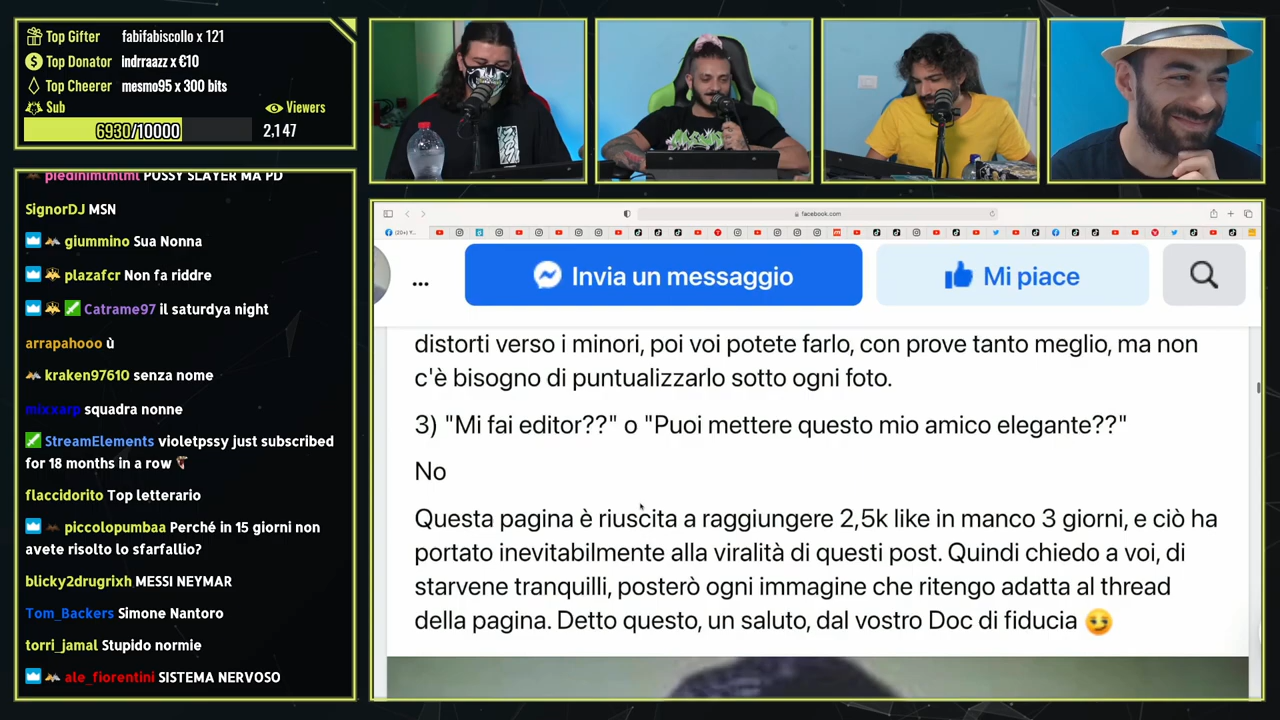 Top Gifter fabifabiscollo x 121
Top Donator indrraazz x €10
Top Cheerer mesmo95 x 300 bits
Sub Viewers
6930/10000 2,147
piedinimlmlml PUSSY SLAYER MA PD
SignorDJ MSN
giummino Sua Nonna
plazafcr Non fa riddre
Catrame97 il saturdya night
arrapahooo ù
kraken97610 senza nome
mixxarp squadra nonne
StreamElements violetpssy just subscribed
for 18 months in a row
flaccidorito Top letterario
piccolopumbaa Perché in 15 giorni non
avete risolto lo sfarfallio?
blicky2drugrixh MESSI NEYMAR
Tom_Backers Simone Nantoro
torri_jamal Stupido normie
ale_fiorentini SISTEMA NERVOSO
facebook.com
... Invia un messaggio Mi piace
distorti verso i minori, poi voi potete farlo, con prove tanto meglio, ma non
c'è bisogno di puntualizzarlo sotto ogni foto.
3) "Mi fai editor??" o "Puoi mettere questo mio amico elegante??"
No
Questa pagina è riuscita a raggiungere 2,5k like in manco 3 giorni, e ciò ha
portato inevitabilmente alla viralità di questi post. Quindi chiedo a voi, di
starvene tranquilli, posterò ogni immagine che ritengo adatta al thread
della pagina. Detto questo, un saluto, dal vostro Doc di fiducia 😏